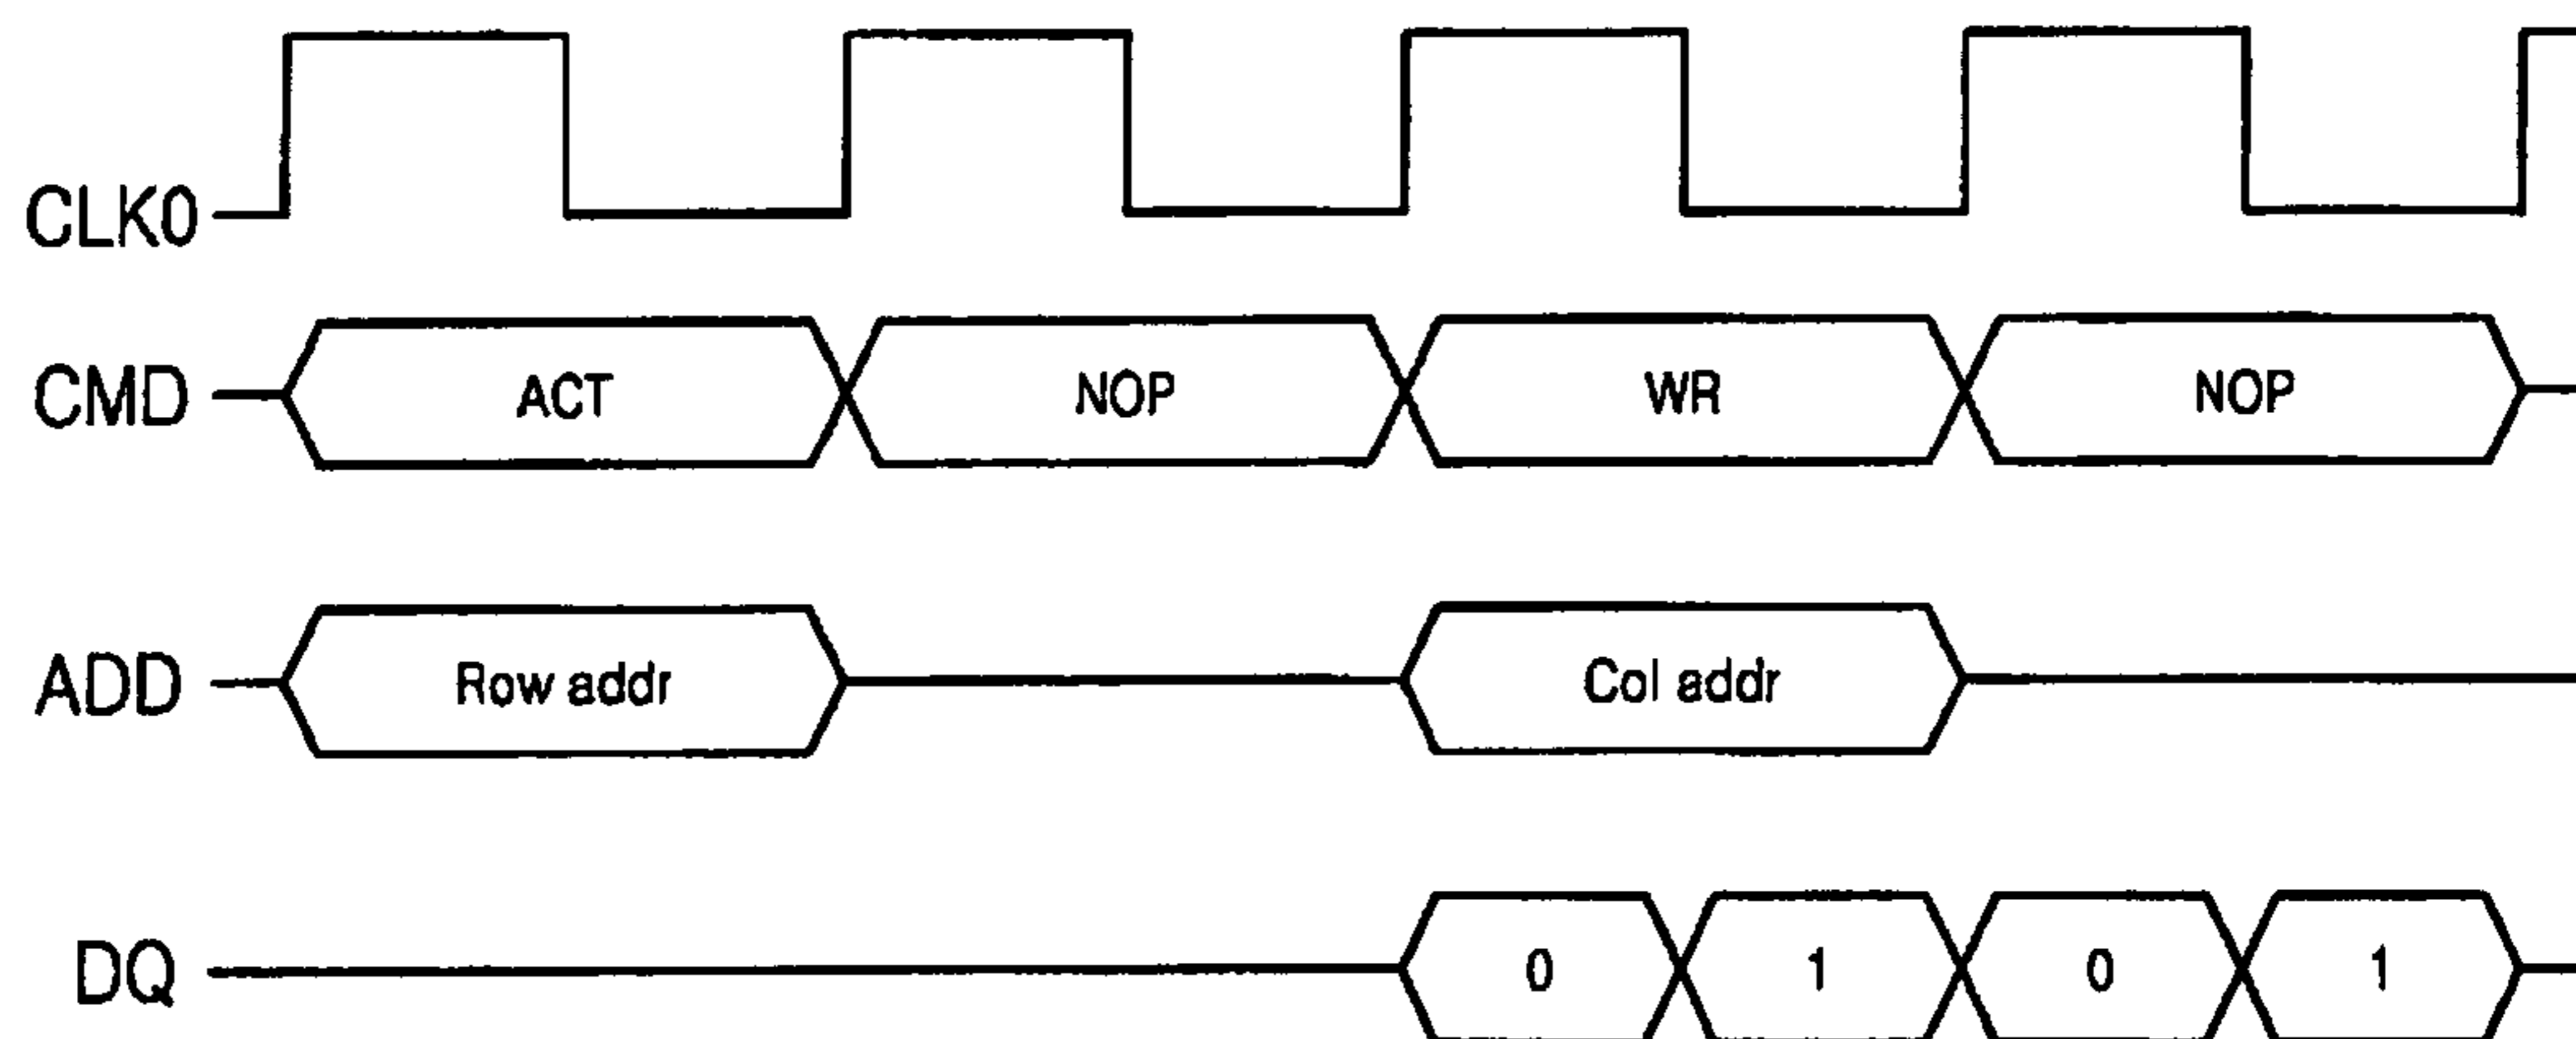 CLK0
CMD ACT NOP WR NOP
ADD Row addr Col addr
DQ 0 1 0 1